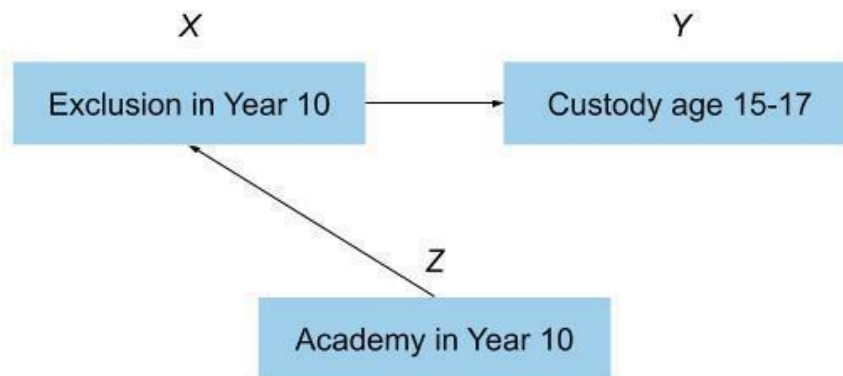 X
Y
Exclusion in Year 10
Custody age 15-17
Z
Academy in Year 10